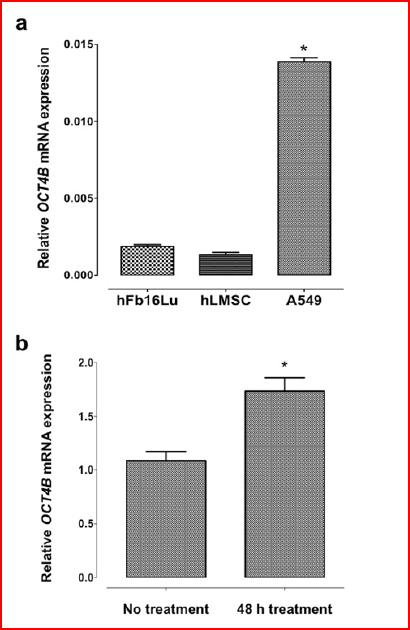 a
Relative OCT4B mRNA expression
0.015
0.010
0.005
0.000
*
hFb16Lu hLMSC A549
b
Relative OCT4B mRNA expression
2.0
1.5
1.0
0.5
0.0
*
No treatment 48 h treatment